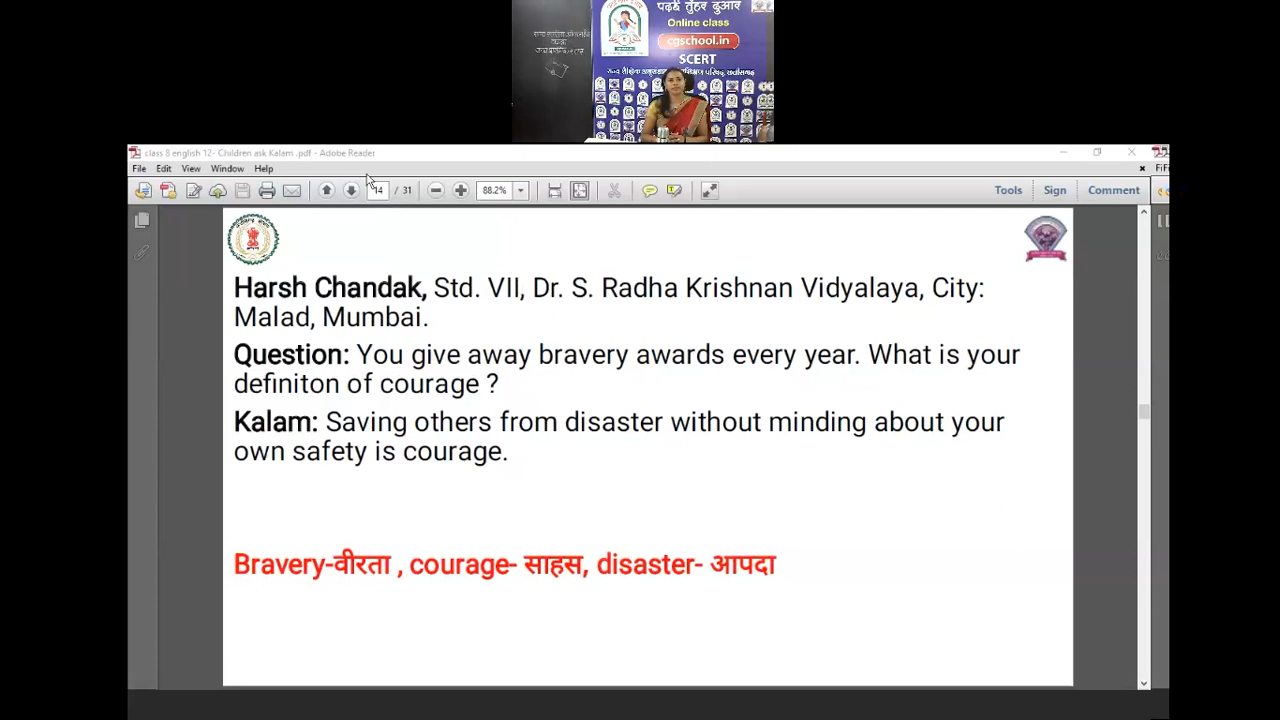 पढ़ई तुंहर दुआर
Online class
cgschool.in
SCERT
class 8 english 12- Children ask Kalam .pdf - Adobe Reader
File Edit View Window Help
14 / 31 88.2% Tools Sign Comment
Harsh Chandak, Std. VII, Dr. S. Radha Krishnan Vidyalaya, City:
Malad, Mumbai.
Question: You give away bravery awards every year. What is your
definiton of courage ?
Kalam: Saving others from disaster without minding about your
own safety is courage.
Bravery-वीरता , courage- साहस, disaster- आपदा